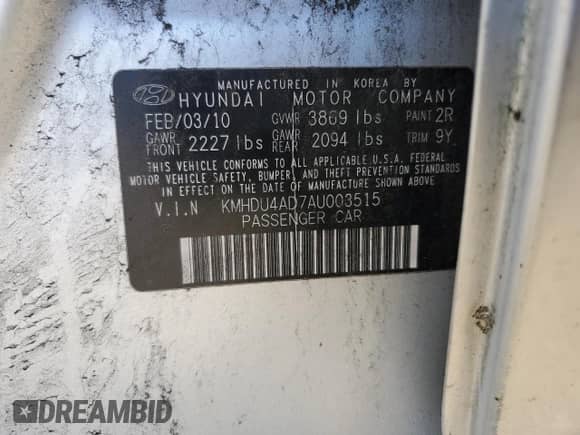 MANUFACTURED IN KOREA BY
HYUNDAI MOTOR COMPANY
FEB/03/10 GVWR 3869 lbs PAINT 2R
GAWR FRONT 2227 lbs GAWR REAR 2094 lbs TRIM 9Y
THIS VEHICLE CONFORMS TO ALL APPLICABLE U.S.A. FEDERAL
MOTOR VEHICLE SAFETY, BUMPER, AND THEFT PREVENTION STANDARDS
IN EFFECT ON THE DATE OF MANUFACTURE SHOWN ABOVE.
V.I.N KMHDU4AD7AU003515
PASSENGER CAR
DREAMBID